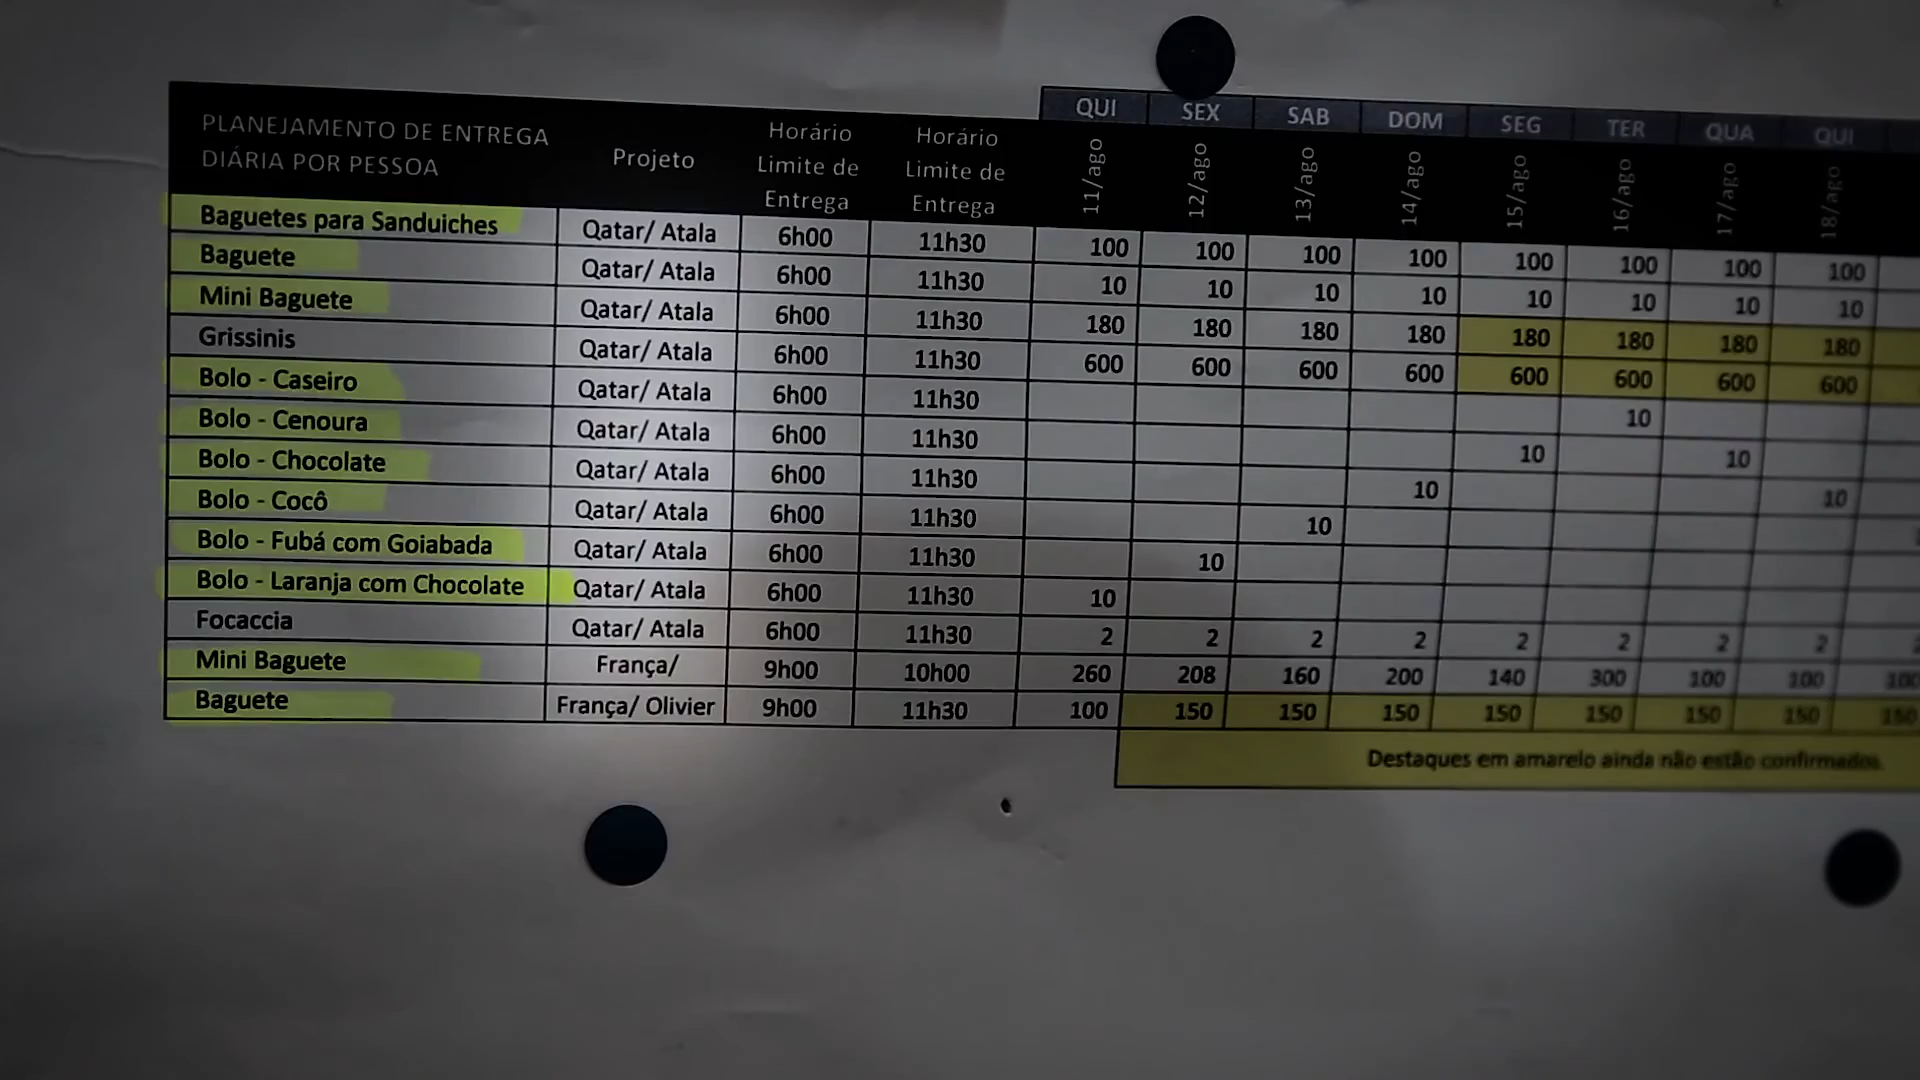 QUI SEX SAB DOM SEG TER QUA QUI
PLANEJAMENTO DE ENTREGA DIÁRIA POR PESSOA Projeto Horário Limite de Entrega Horário Limite de Entrega 11/ago 12/ago 13/ago 14/ago 15/ago 16/ago 17/ago 18/ago
Baguetes para Sanduiches Qatar/ Atala 6h00 11h30 100 100 100 100 100 100 100 100
Baguete Qatar/ Atala 6h00 11h30 10 10 10 10 10 10 10 10
Mini Baguete Qatar/ Atala 6h00 11h30 180 180 180 180 180 180 180 180
Grissinis Qatar/ Atala 6h00 11h30 600 600 600 600 600 600 600 600
Bolo - Caseiro Qatar/ Atala 6h00 11h30 10
Bolo - Cenoura Qatar/ Atala 6h00 11h30 10 10
Bolo - Chocolate Qatar/ Atala 6h00 11h30 10 10
Bolo - Cocô Qatar/ Atala 6h00 11h30 10
Bolo - Fubá com Goiabada Qatar/ Atala 6h00 11h30 10
Bolo - Laranja com Chocolate Qatar/ Atala 6h00 11h30 10
Focaccia Qatar/ Atala 6h00 11h30 2 2 2 2 2 2 2 2
Mini Baguete França/ 9h00 10h00 260 208 160 200 140 300 100 100 100
Baguete França/ Olivier 9h00 11h30 100 150 150 150 150 150 150 150 150
Destaques em amarelo ainda não estão confirmados.